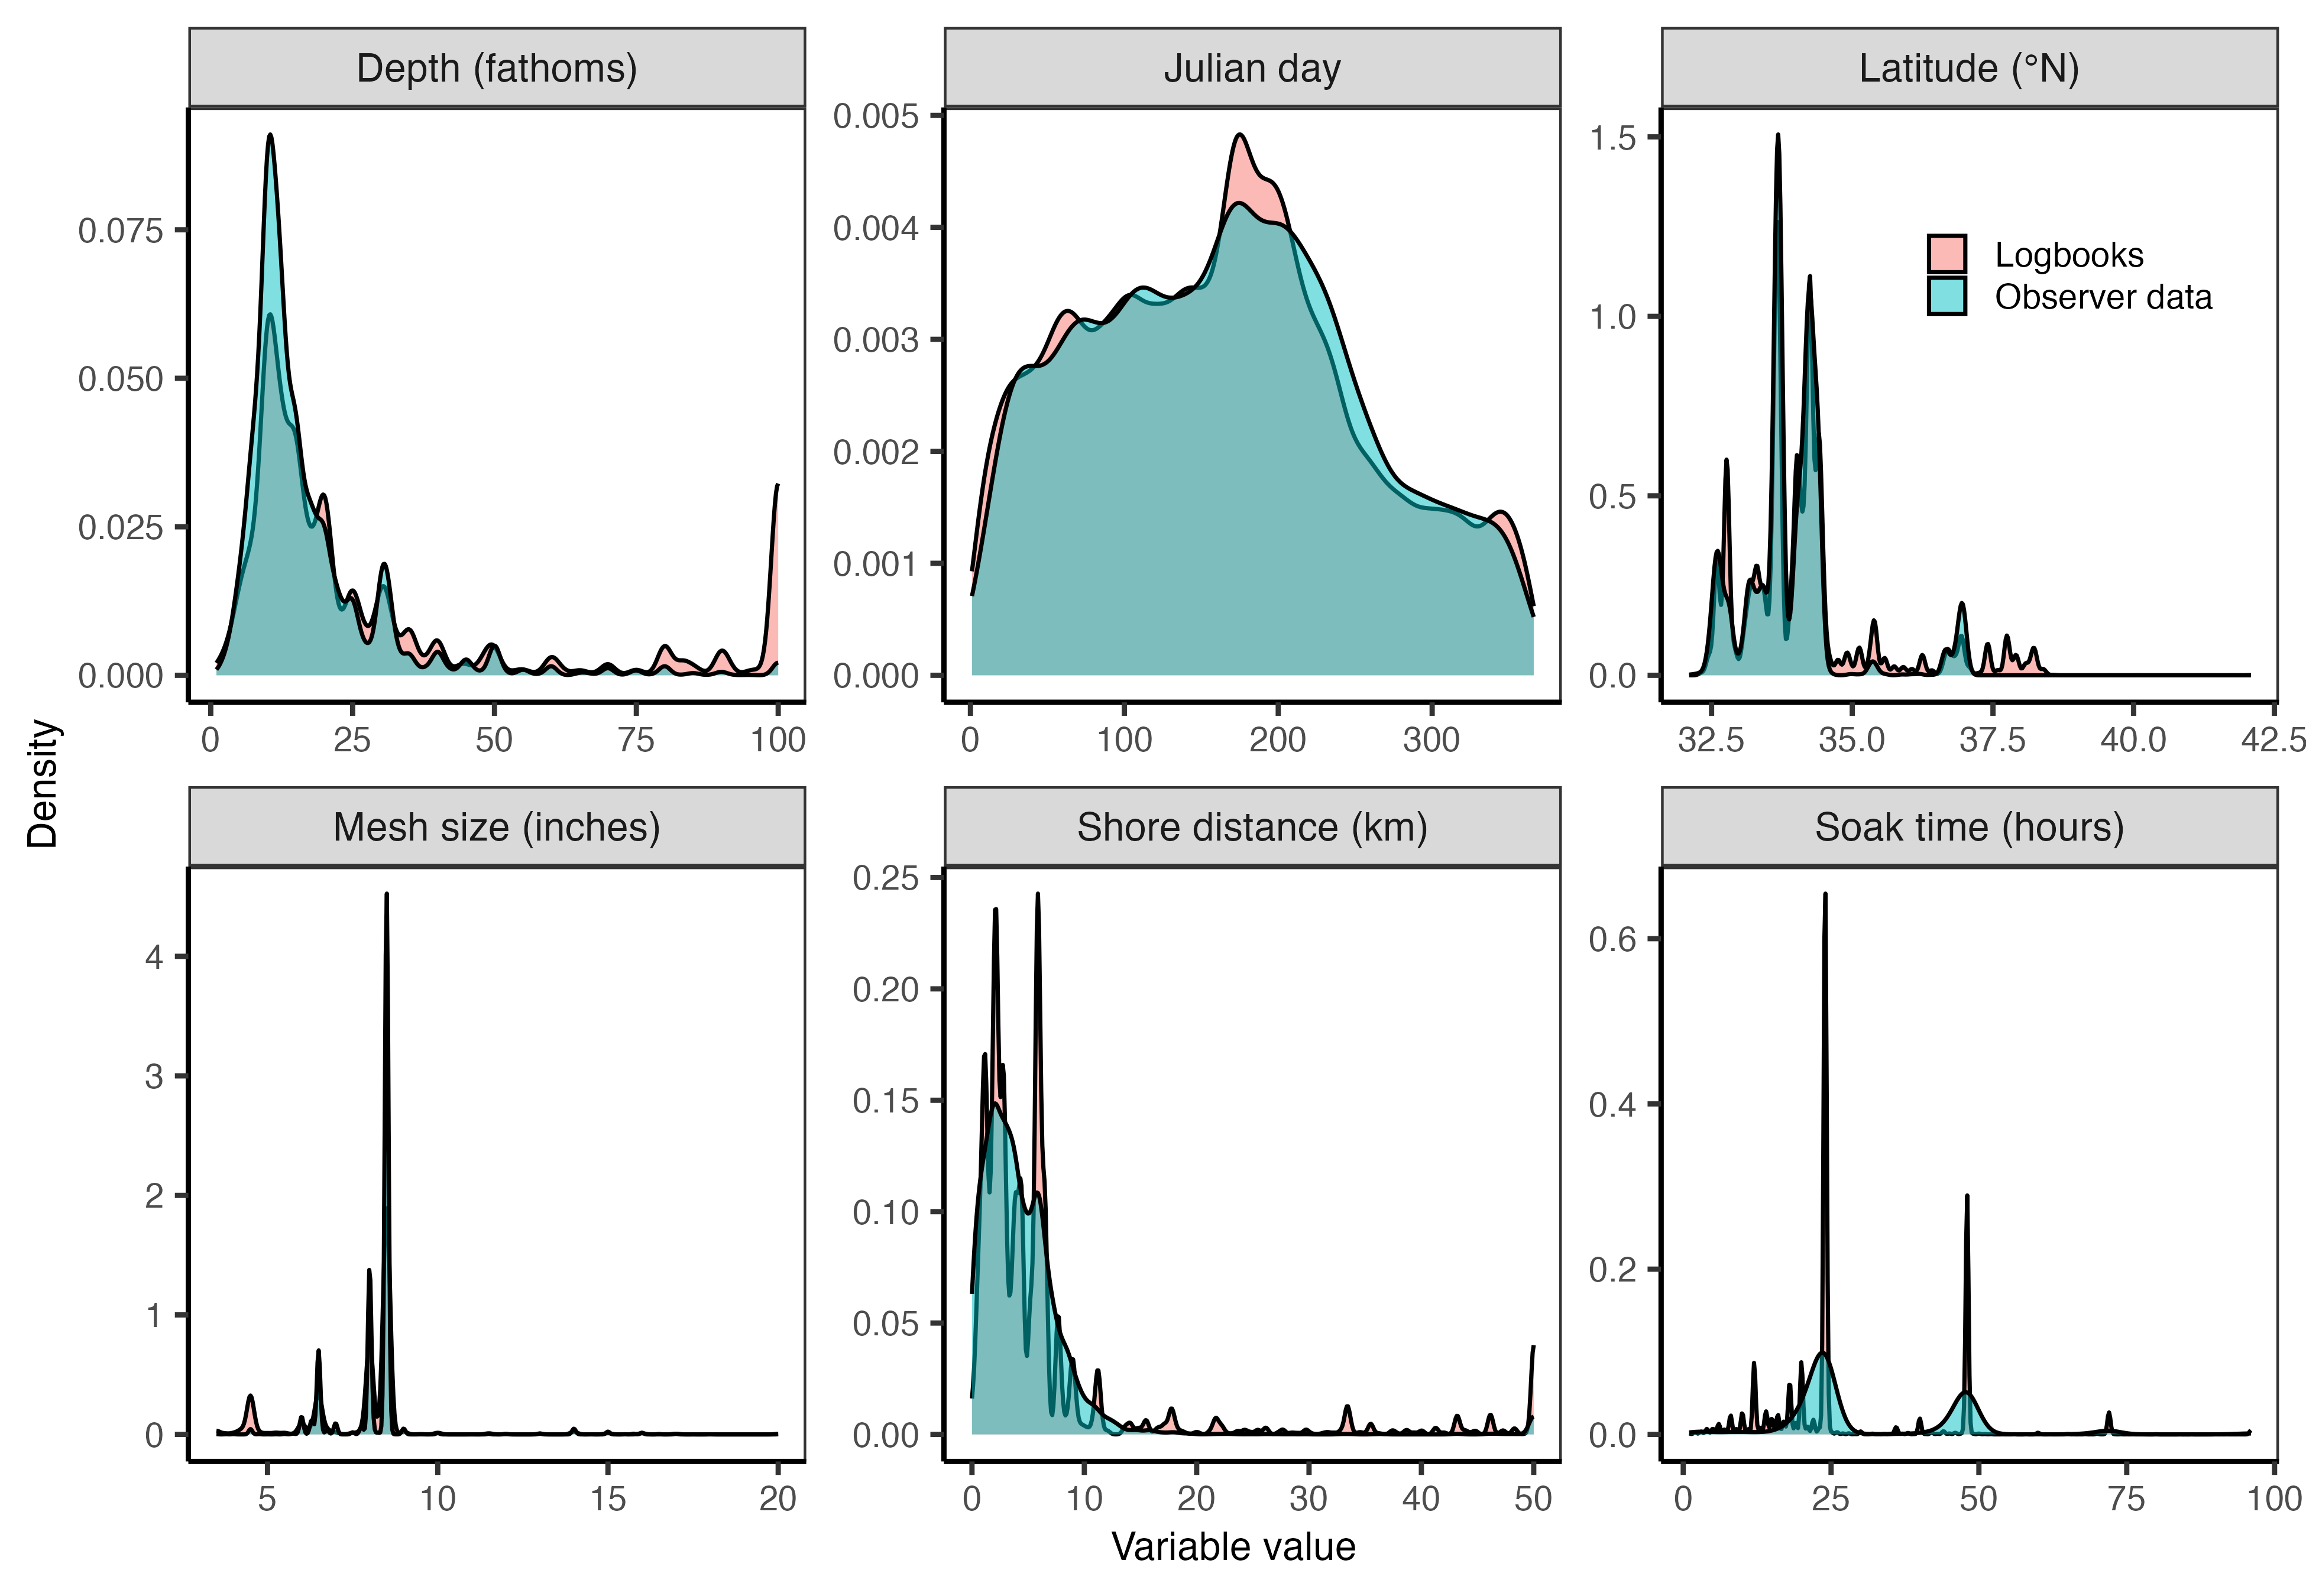 Depth (fathoms)
Julian day
Latitude (°N)
0.075
0.050
0.025
0.000
0 25 50 75 100
0.005
0.004
0.003
0.002
0.001
0.000
0 100 200 300
1.5
1.0
0.5
0.0
32.5 35.0 37.5 40.0 42.5
Logbooks
Observer data
Density
Mesh size (inches)
Shore distance (km)
Soak time (hours)
4
3
2
1
0
5 10 15 20
0.25
0.20
0.15
0.10
0.05
0.00
0 10 20 30 40 50
0.6
0.4
0.2
0.0
0 25 50 75 100
Variable value